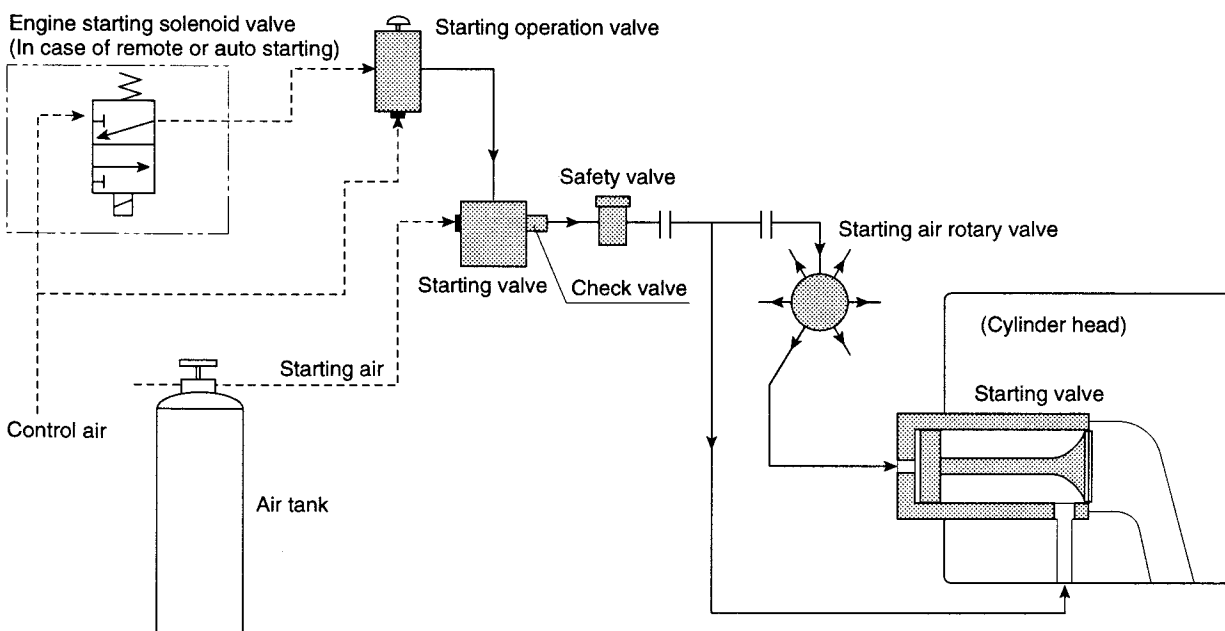 Engine starting solenoid valve
(In case of remote or auto starting)
Starting operation valve
Safety valve
Starting air rotary valve
Starting valve
Check valve
(Cylinder head)
Starting air
Starting valve
Control air
Air tank